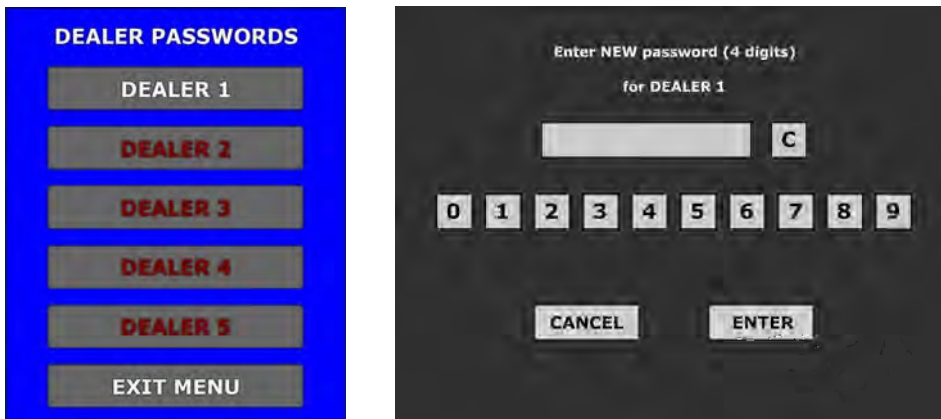 DEALER PASSWORDS
DEALER 1
DEALER 2
DEALER 3
DEALER 4
DEALER 5
EXIT MENU
Enter NEW password (4 digits)
for DEALER 1
C
0 1 2 3 4 5 6 7 8 9
CANCEL ENTER